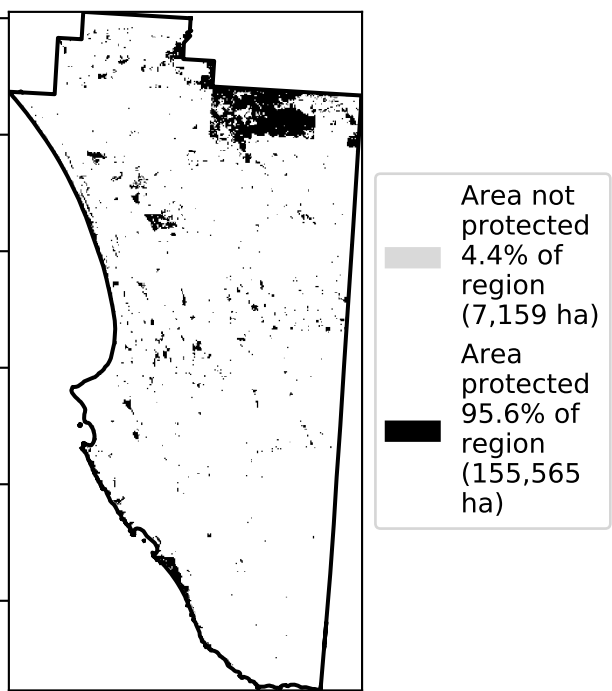 Area not
protected
4.4% of
region
(7,159 ha)
Area
protected
95.6% of
region
(155,565
ha)